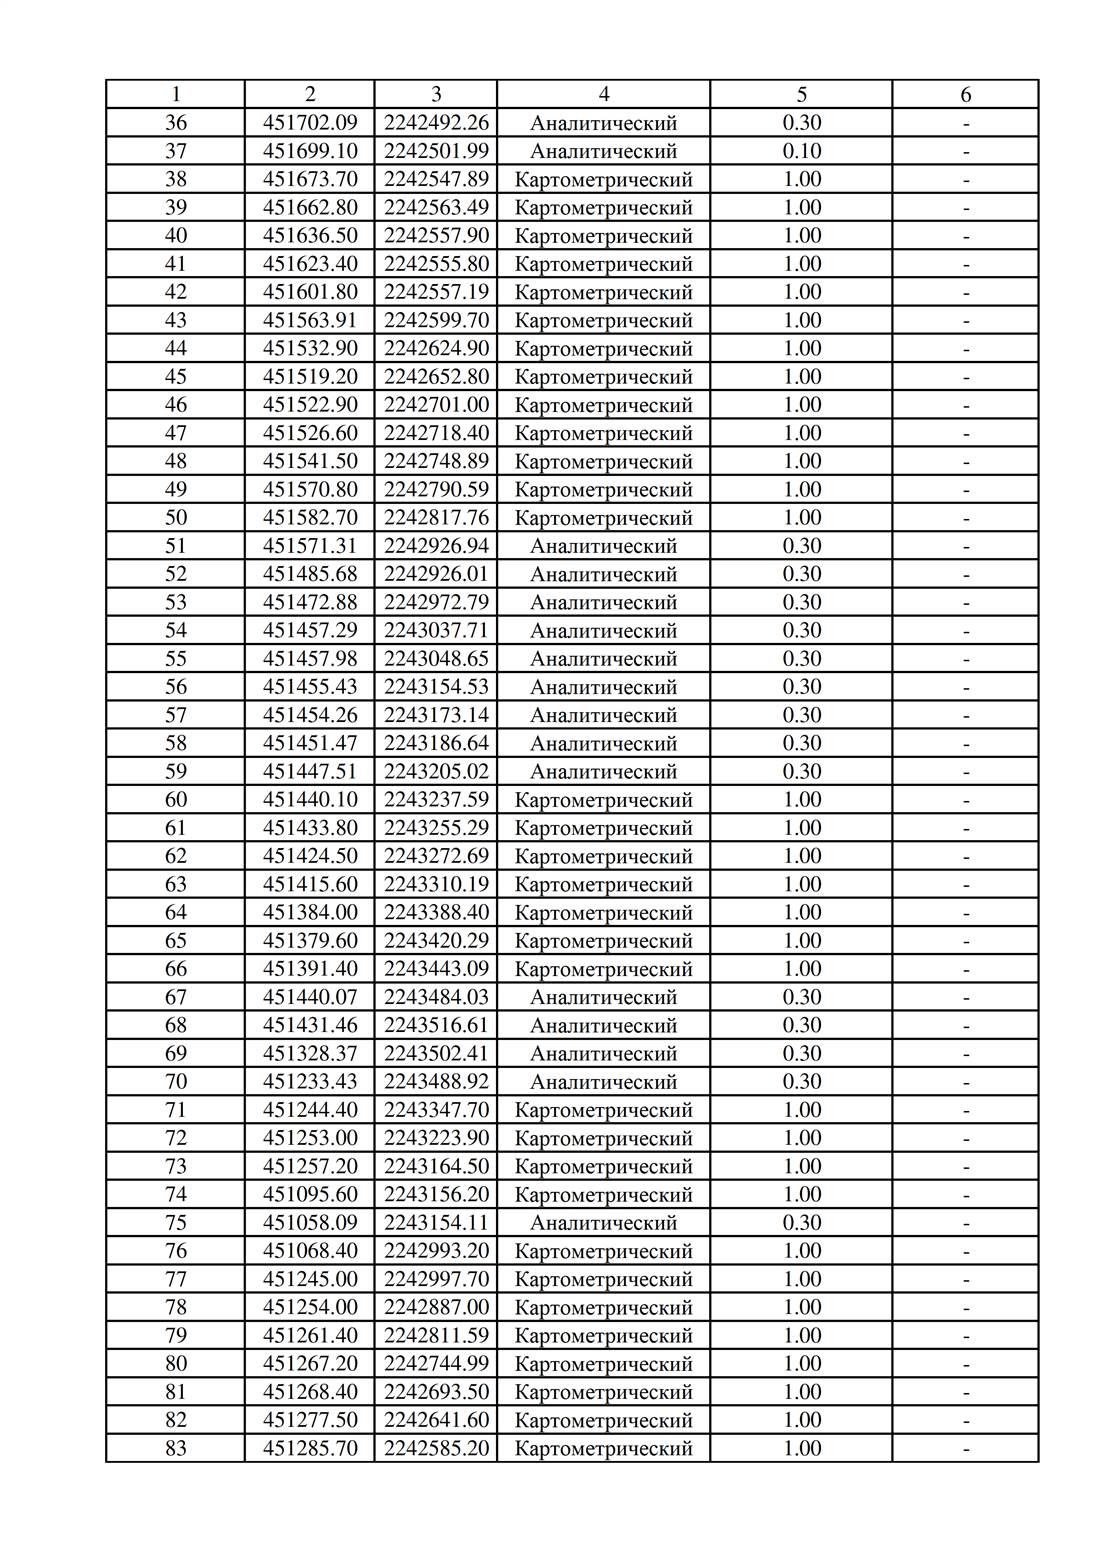 1 2 3 4 5 6
36 451702.09 2242492.26 Аналитический 0.30 -
37 451699.10 2242501.99 Аналитический 0.10 -
38 451673.70 2242547.89 Картометрический 1.00 -
39 451662.80 2242563.49 Картометрический 1.00 -
40 451636.50 2242557.90 Картометрический 1.00 -
41 451623.40 2242555.80 Картометрический 1.00 -
42 451601.80 2242557.19 Картометрический 1.00 -
43 451563.91 2242599.70 Картометрический 1.00 -
44 451532.90 2242624.90 Картометрический 1.00 -
45 451519.20 2242652.80 Картометрический 1.00 -
46 451522.90 2242701.00 Картометрический 1.00 -
47 451526.60 2242718.40 Картометрический 1.00 -
48 451541.50 2242748.89 Картометрический 1.00 -
49 451570.80 2242790.59 Картометрический 1.00 -
50 451582.70 2242817.76 Картометрический 1.00 -
51 451571.31 2242926.94 Аналитический 0.30 -
52 451485.68 2242926.01 Аналитический 0.30 -
53 451472.88 2242972.79 Аналитический 0.30 -
54 451457.29 2243037.71 Аналитический 0.30 -
55 451457.98 2243048.65 Аналитический 0.30 -
56 451455.43 2243154.53 Аналитический 0.30 -
57 451454.26 2243173.14 Аналитический 0.30 -
58 451451.47 2243186.64 Аналитический 0.30 -
59 451447.51 2243205.02 Аналитический 0.30 -
60 451440.10 2243237.59 Картометрический 1.00 -
61 451433.80 2243255.29 Картометрический 1.00 -
62 451424.50 2243272.69 Картометрический 1.00 -
63 451415.60 2243310.19 Картометрический 1.00 -
64 451384.00 2243388.40 Картометрический 1.00 -
65 451379.60 2243420.29 Картометрический 1.00 -
66 451391.40 2243443.09 Картометрический 1.00 -
67 451440.07 2243484.03 Аналитический 0.30 -
68 451431.46 2243516.61 Аналитический 0.30 -
69 451328.37 2243502.41 Аналитический 0.30 -
70 451233.43 2243488.92 Аналитический 0.30 -
71 451244.40 2243347.70 Картометрический 1.00 -
72 451253.00 2243223.90 Картометрический 1.00 -
73 451257.20 2243164.50 Картометрический 1.00 -
74 451095.60 2243156.20 Картометрический 1.00 -
75 451058.09 2243154.11 Аналитический 0.30 -
76 451068.40 2242993.20 Картометрический 1.00 -
77 451245.00 2242997.70 Картометрический 1.00 -
78 451254.00 2242887.00 Картометрический 1.00 -
79 451261.40 2242811.59 Картометрический 1.00 -
80 451267.20 2242744.99 Картометрический 1.00 -
81 451268.40 2242693.50 Картометрический 1.00 -
82 451277.50 2242641.60 Картометрический 1.00 -
83 451285.70 2242585.20 Картометрический 1.00 -